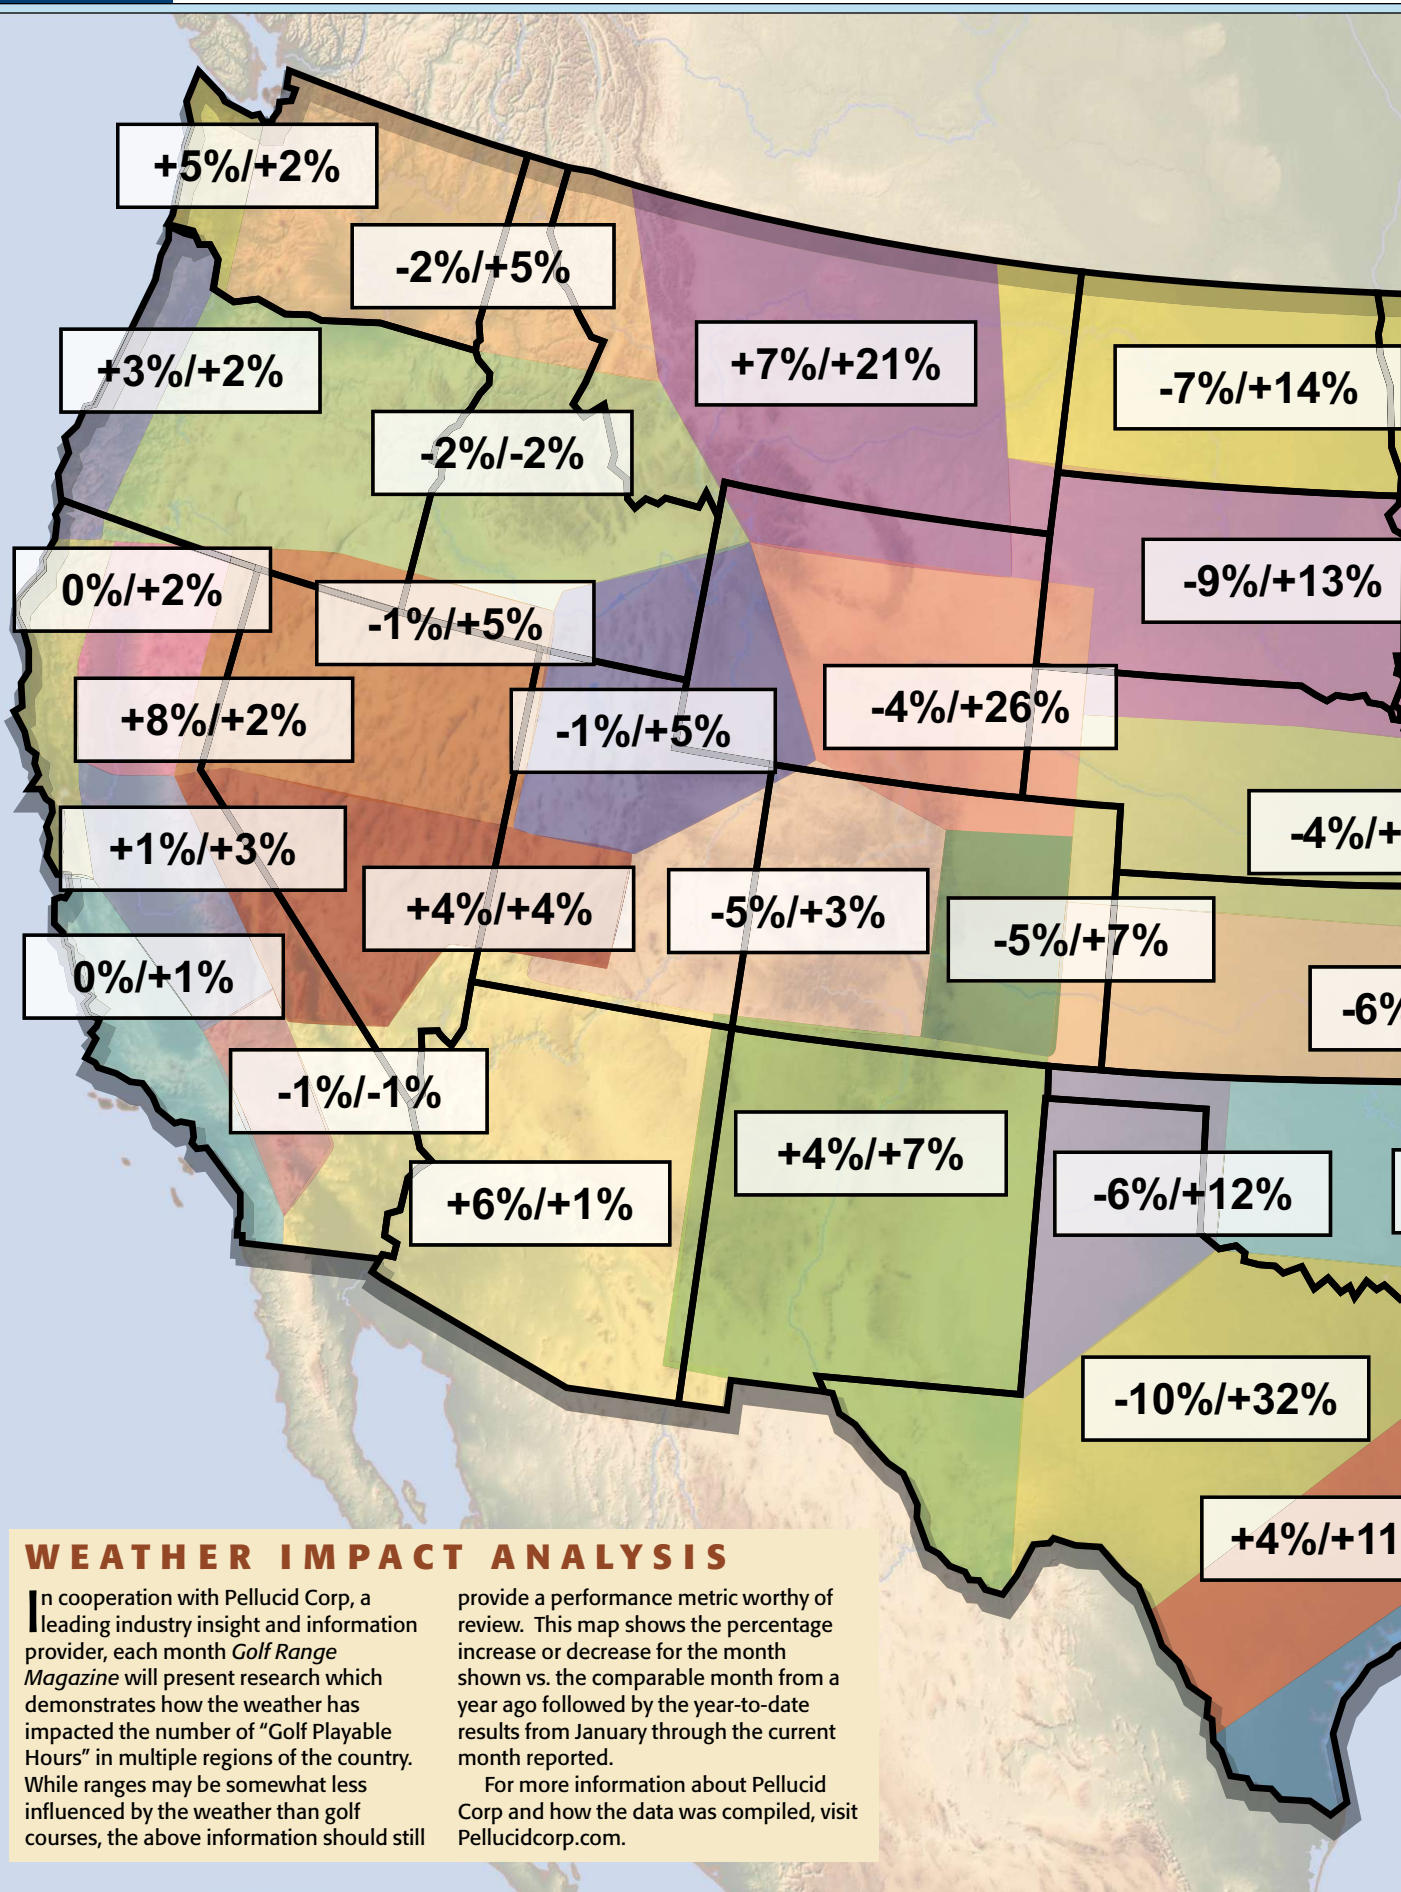 +5%/+2%
-2%/+5%
+3%/+2%
+7%/+21%
-7%/+14%
-2%/-2%
0%/+2%
-1%/+5%
-9%/+13%
+8%/+2%
-1%/+5%
-4%/+26%
+1%/+3%
-4%/+
+4%/+4%
-5%/+3%
-5%/+7%
0%/+1%
-6%
-1%/-1%
+4%/+7%
+6%/+1%
-6%/+12%
-10%/+32%
+4%/+11
WEATHER IMPACT ANALYSIS
In cooperation with Pellucid Corp, a
leading industry insight and information
provider, each month Golf Range
Magazine will present research which
demonstrates how the weather has
impacted the number of “Golf Playable
Hours” in multiple regions of the country.
While ranges may be somewhat less
influenced by the weather than golf
courses, the above information should still
provide a performance metric worthy of
review. This map shows the percentage
increase or decrease for the month
shown vs. the comparable month from a
year ago followed by the year-to-date
results from January through the current
month reported.
For more information about Pellucid
Corp and how the data was compiled, visit
Pellucidcorp.com.